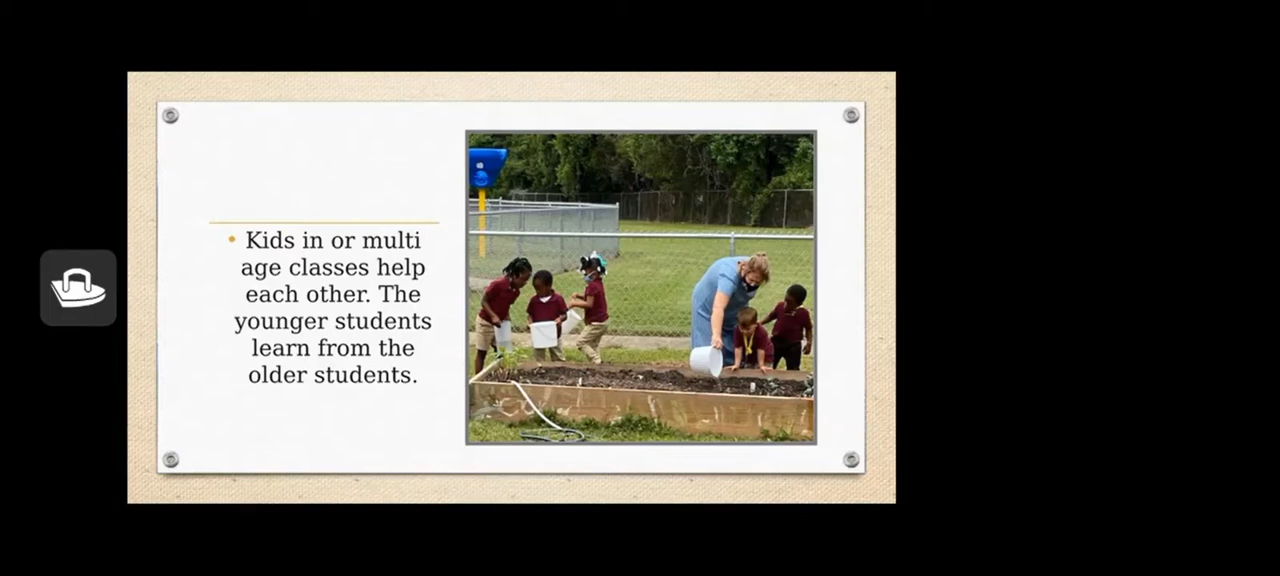 • Kids in or multi
age classes help
each other. The
younger students
learn from the
older students.